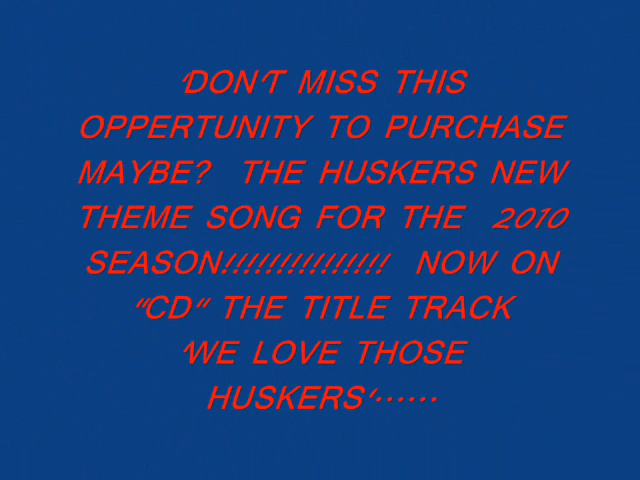 'DON'T MISS THIS
OPPERTUNITY TO PURCHASE
MAYBE? THE HUSKERS NEW
THEME SONG FOR THE 2010
SEASON!!!!!!!!!!!!!!! NOW ON
"CD" THE TITLE TRACK
'WE LOVE THOSE
HUSKERS'......